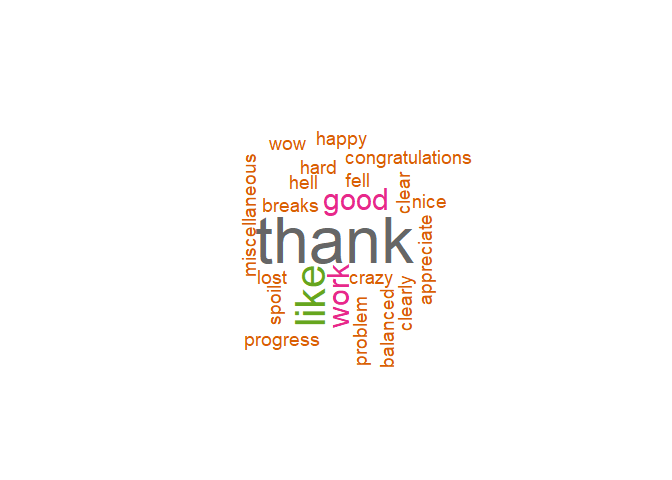 wow
happy
congratulations
miscellaneous
hard
hell
fell
clear
breaks
good
nice
thank
appreciate
lost
like
work
crazy
spoil
problem
balanced
clearly
progress